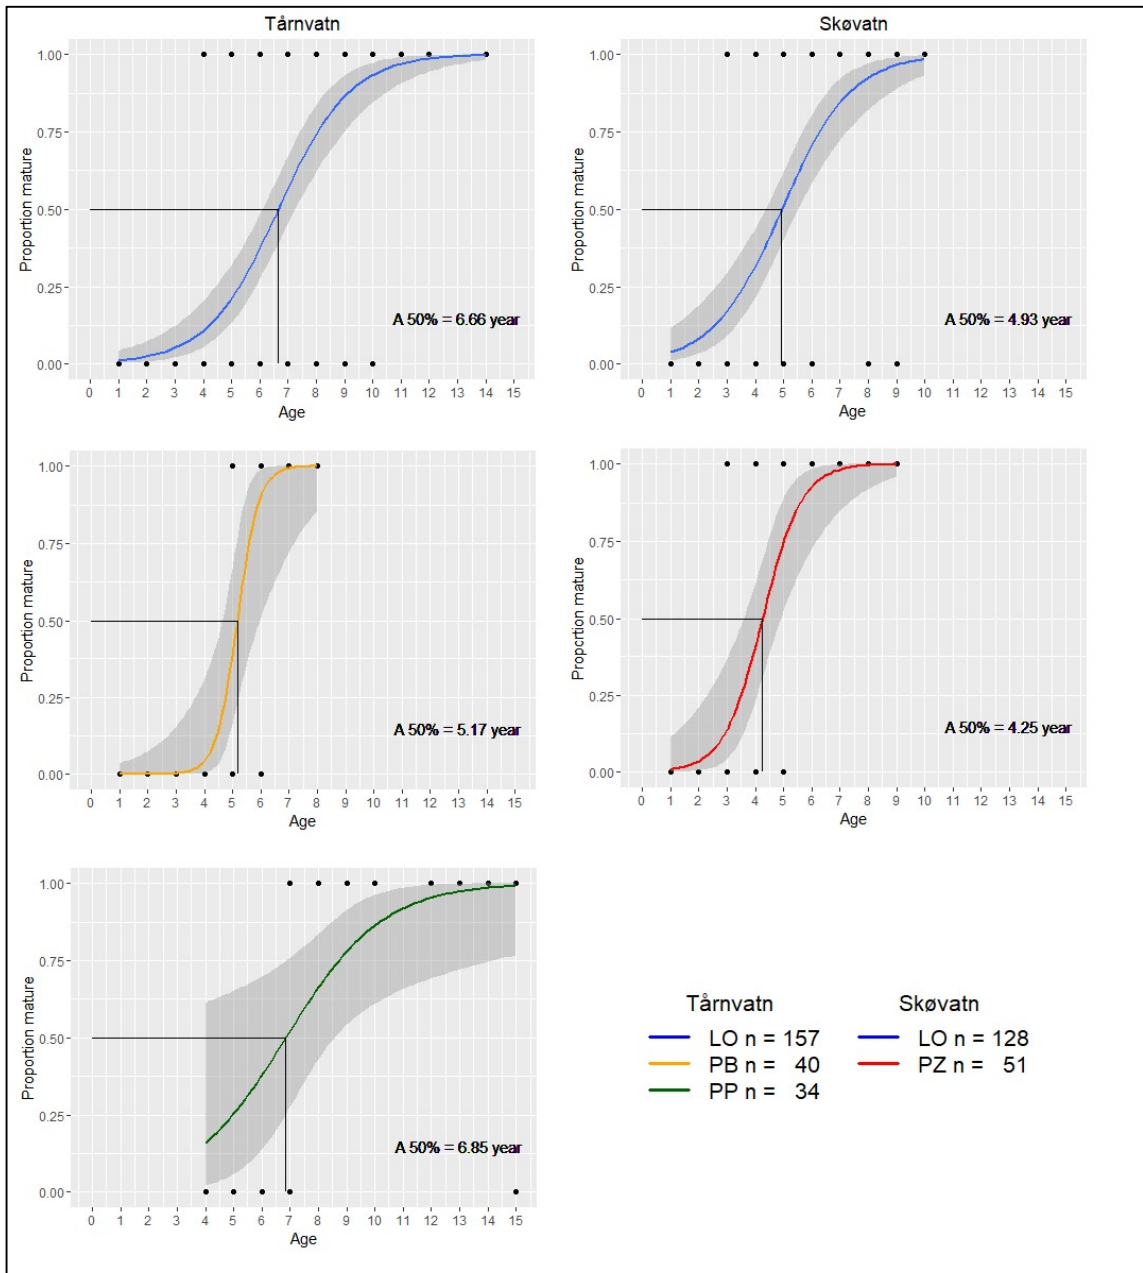 Tårnvatn
Skøvatn
1.00
0.75
0.50
0.25
0.00
Proportion mature
A 50% = 6.66 year
0 1 2 3 4 5 6 7 8 9 10 11 12 13 14 15
Age
1.00
0.75
0.50
0.25
0.00
Proportion mature
A 50% = 4.93 year
0 1 2 3 4 5 6 7 8 9 10 11 12 13 14 15
Age
1.00
0.75
0.50
0.25
0.00
Proportion mature
A 50% = 5.17 year
0 1 2 3 4 5 6 7 8 9 10 11 12 13 14 15
Age
1.00
0.75
0.50
0.25
0.00
Proportion mature
A 50% = 4.25 year
0 1 2 3 4 5 6 7 8 9 10 11 12 13 14 15
Age
1.00
0.75
0.50
0.25
0.00
Proportion mature
A 50% = 6.85 year
0 1 2 3 4 5 6 7 8 9 10 11 12 13 14 15
Age
Tårnvatn
LO n = 157
PB n = 40
PP n = 34
Skøvatn
LO n = 128
PZ n = 51